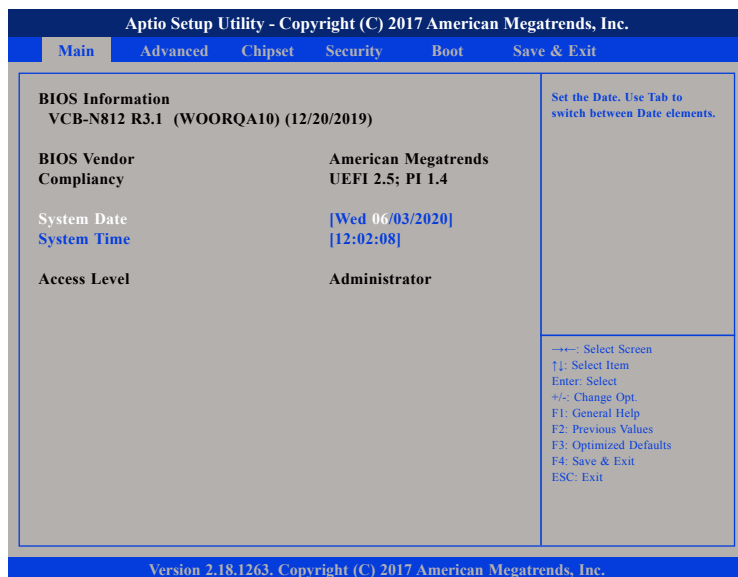 Aptio Setup Utility - Copyright (C) 2017 American Megatrends, Inc.
Main Advanced Chipset Security Boot Save & Exit
BIOS Information
VCB-N812 R3.1 (WOORQA10) (12/20/2019)
BIOS Vendor American Megatrends
Compliancy UEFI 2.5; PI 1.4
System Date [Wed 06/03/2020]
System Time [12:02:08]
Access Level Administrator
Set the Date. Use Tab to
switch between Date elements.
→←: Select Screen
↑↓: Select Item
Enter: Select
+/-: Change Opt.
F1: General Help
F2: Previous Values
F3: Optimized Defaults
F4: Save & Exit
ESC: Exit
Version 2.18.1263. Copyright (C) 2017 American Megatrends, Inc.